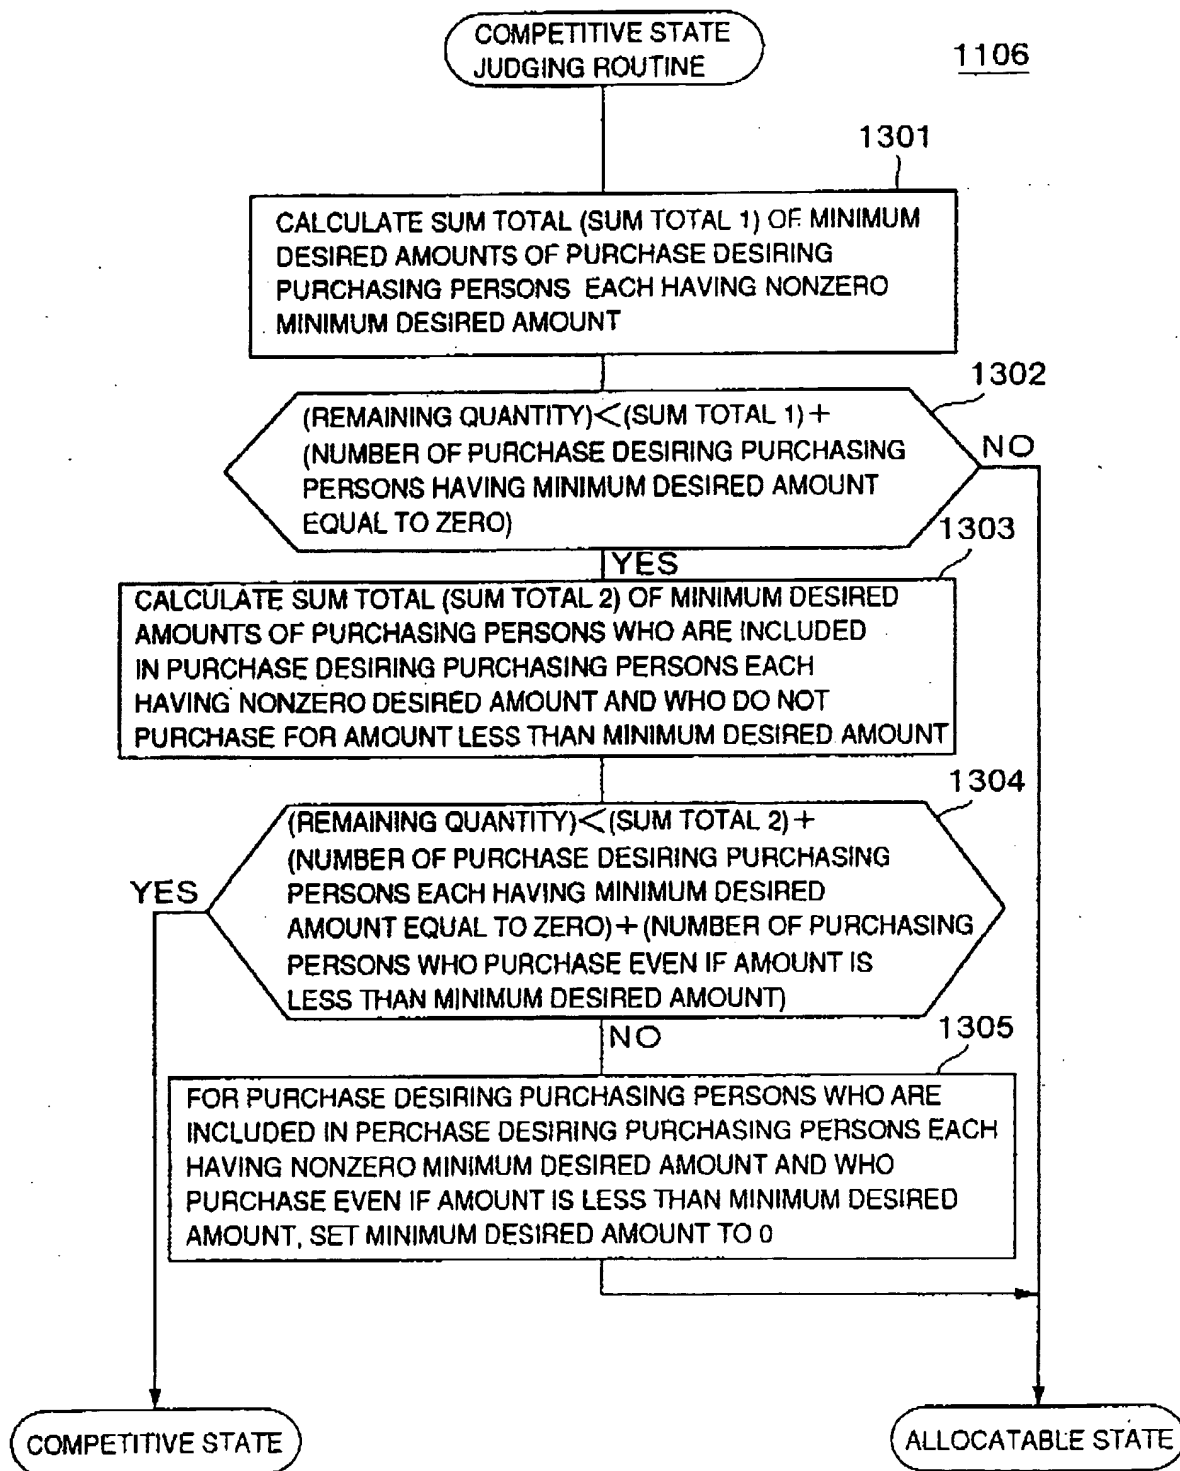 COMPETITIVE STATE
JUDGING ROUTINE
1106
1301
CALCULATE SUM TOTAL (SUM TOTAL 1) OF MINIMUM
DESIRED AMOUNTS OF PURCHASE DESIRING
PURCHASING PERSONS EACH HAVING NONZERO
MINIMUM DESIRED AMOUNT
1302
(REMAINING QUANTITY)<(SUM TOTAL 1)+
(NUMBER OF PURCHASE DESIRING PURCHASING
PERSONS HAVING MINIMUM DESIRED AMOUNT
EQUAL TO ZERO)
NO
YES
1303
CALCULATE SUM TOTAL (SUM TOTAL 2) OF MINIMUM DESIRED
AMOUNTS OF PURCHASING PERSONS WHO ARE INCLUDED
IN PURCHASE DESIRING PURCHASING PERSONS EACH
HAVING NONZERO DESIRED AMOUNT AND WHO DO NOT
PURCHASE FOR AMOUNT LESS THAN MINIMUM DESIRED AMOUNT
1304
(REMAINING QUANTITY)<(SUM TOTAL 2)+
(NUMBER OF PURCHASE DESIRING PURCHASING
PERSONS EACH HAVING MINIMUM DESIRED
AMOUNT EQUAL TO ZERO)+(NUMBER OF PURCHASING
PERSONS WHO PURCHASE EVEN IF AMOUNT IS
LESS THAN MINIMUM DESIRED AMOUNT)
YES
NO
1305
FOR PURCHASE DESIRING PURCHASING PERSONS WHO ARE
INCLUDED IN PERCHASE DESIRING PURCHASING PERSONS EACH
HAVING NONZERO MINIMUM DESIRED AMOUNT AND WHO
PURCHASE EVEN IF AMOUNT IS LESS THAN MINIMUM DESIRED
AMOUNT, SET MINIMUM DESIRED AMOUNT TO 0
COMPETITIVE STATE
ALLOCATABLE STATE